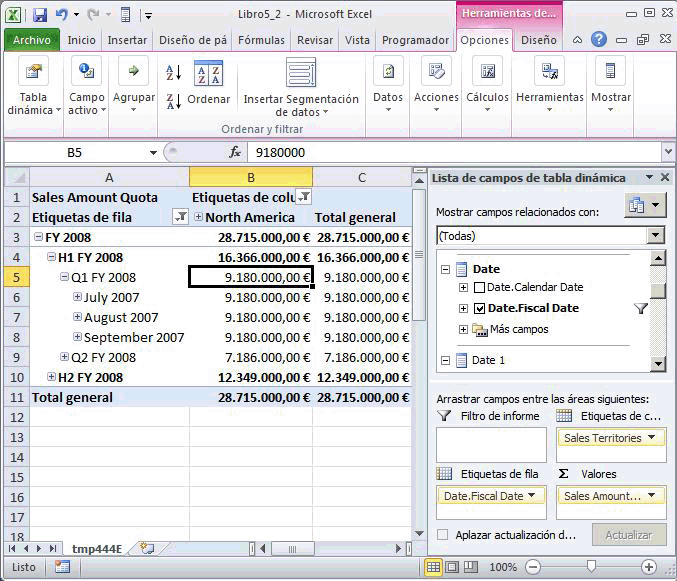 Libro5_2 - Microsoft Excel
Herramientas de...
Archivo Inicio Insertar Diseño de pá Fórmulas Revisar Vista Programador Opciones Diseño
Tabla dinámica
Campo activo
Agrupar
Ordenar
Insertar Segmentación de datos
Datos
Acciones
Cálculos
Herramientas
Mostrar
Ordenar y filtrar
B5 fx 9180000
A B C
1 Sales Amount Quota Etiquetas de colu
2 Etiquetas de fila North America Total general
3 FY 2008 28.715.000,00 € 28.715.000,00 €
4 H1 FY 2008 16.366.000,00 € 16.366.000,00 €
5 Q1 FY 2008 9.180.000,00 € 9.180.000,00 €
6 July 2007 9.180.000,00 € 9.180.000,00 €
7 August 2007 9.180.000,00 € 9.180.000,00 €
8 September 2007 9.180.000,00 € 9.180.000,00 €
9 Q2 FY 2008 7.186.000,00 € 7.186.000,00 €
10 H2 FY 2008 12.349.000,00 € 12.349.000,00 €
11 Total general 28.715.000,00 € 28.715.000,00 €
12
13
14
15
16
17
18
tmp444E
Listo 100%
Lista de campos de tabla dinámica
Mostrar campos relacionados con:
(Todas)
Date
Date.Calendar Date
Date.Fiscal Date
Más campos
Date 1
Arrastrar campos entre las áreas siguientes:
Filtro de informe Etiquetas de c...
Sales Territories
Etiquetas de fila Σ Valores
Date.Fiscal Date Sales Amount...
Aplazar actualización d... Actualizar